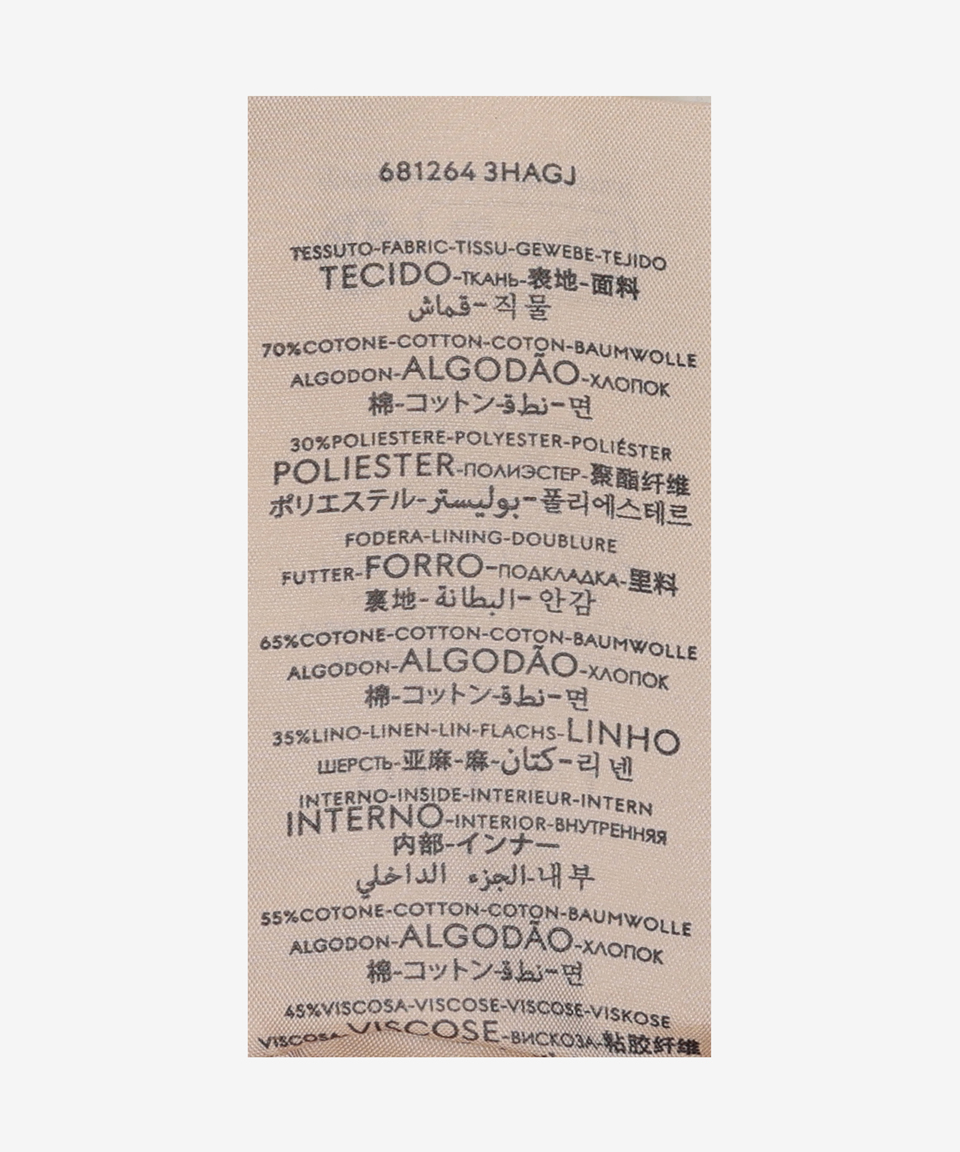 681264 3HAGJ
TESSUTO-FABRIC-TISSU-GEWEBE-TEJIDO
TECIDO-ТКАНЬ-表地-面料
قماش-직물
70%COTONE-COTTON-COTON-BAUMWOLLE
ALGODON-ALGODÃO-ХЛОПОК
棉-コットン-نطق-면
30%POLIESTERE-POLYESTER-POLIÉSTER
POLIESTER-ПОЛИЭСТЕР-聚酯纤维
ポリエステル-بوليستر-폴리에스테르
FODERA-LINING-DOUBLURE
FUTTER-FORRO-ПОДКЛАДКА-里料
裏地-البطانة-안감
65%COTONE-COTTON-COTON-BAUMWOLLE
ALGODON-ALGODÃO-ХЛОПОК
棉-コットン-نطق-면
35%LINO-LINEN-LIN-FLACHS-LINHO
ШЕРСТЬ-亚麻-麻-كتان-리넨
INTERNO-INSIDE-INTERIEUR-INTERN
INTERNO-INTERIOR-ВНУТРЕННЯЯ
内部-インナー
الجزء الداخلي-내부
55%COTONE-COTTON-COTON-BAUMWOLLE
ALGODON-ALGODÃO-ХЛОПОК
棉-コットン-نطق-면
45%VISCOSA-VISCOSE-VISCOSE-VISKOSE
VISCOSA-VISCOSE-ВИСКОЗА-粘胶纤维